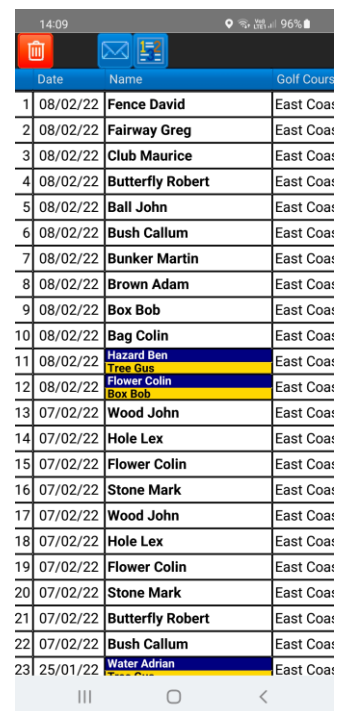 14:09 96%
Date Name Golf Cours
1 08/02/22 Fence David East Coas
2 08/02/22 Fairway Greg East Coas
3 08/02/22 Club Maurice East Coas
4 08/02/22 Butterfly Robert East Coas
5 08/02/22 Ball John East Coas
6 08/02/22 Bush Callum East Coas
7 08/02/22 Bunker Martin East Coas
8 08/02/22 Brown Adam East Coas
9 08/02/22 Box Bob East Coas
10 08/02/22 Bag Colin East Coas
11 08/02/22 Hazard Ben East Coas
Tree Gus
12 08/02/22 Flower Colin East Coas
Box Bob
13 07/02/22 Wood John East Coas
14 07/02/22 Hole Lex East Coas
15 07/02/22 Flower Colin East Coas
16 07/02/22 Stone Mark East Coas
17 07/02/22 Wood John East Coas
18 07/02/22 Hole Lex East Coas
19 07/02/22 Flower Colin East Coas
20 07/02/22 Stone Mark East Coas
21 07/02/22 Butterfly Robert East Coas
22 07/02/22 Bush Callum East Coas
23 25/01/22 Water Adrian East Coas
Tree Gus